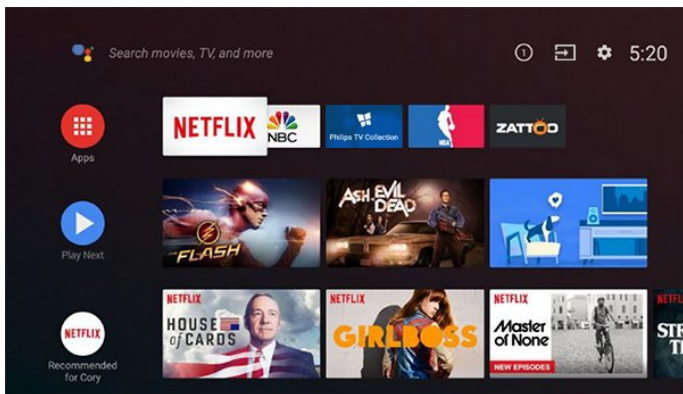 Search movies, TV, and more
1
5:20
Apps
NETFLIX
NBC
Philips TV Collection
NBA
ZATTOO
Play Next
THE
FLASH
ASH vs EVIL
DEAD
NETFLIX
Recommended
for Cory
NETFLIX
HOUSE
of CARDS
NETFLIX
GIRLBOSS
NETFLIX
Master
of None
NEW EPISODES
NETFLIX
STR
TH